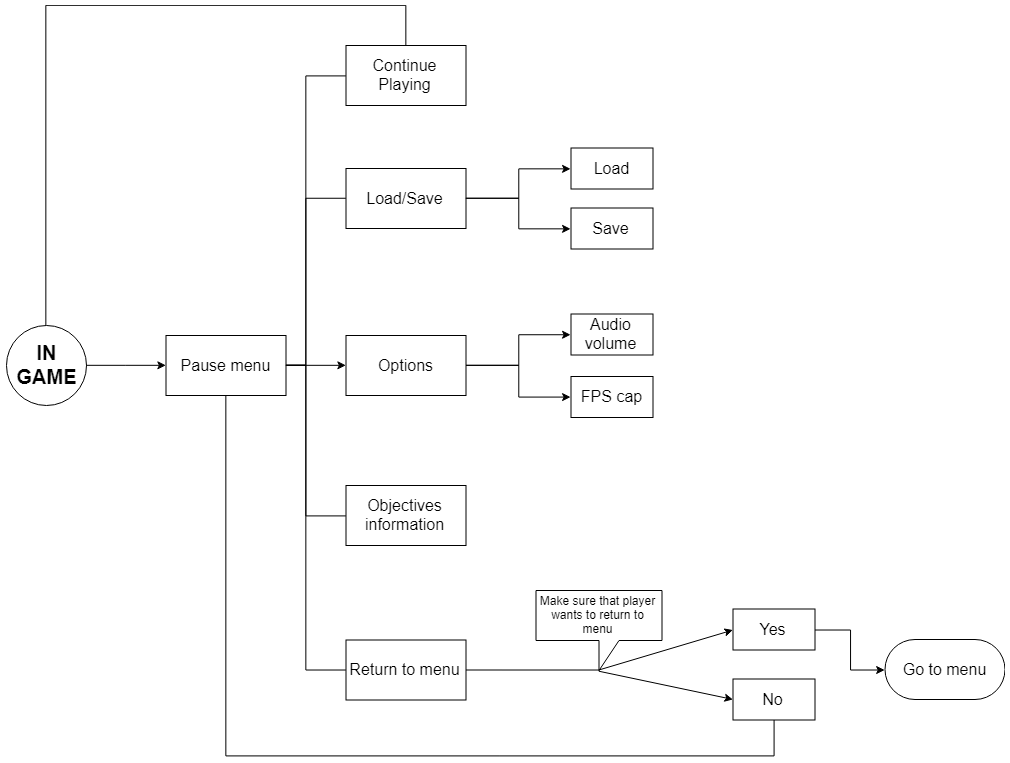 Continue
Playing
Load/Save
Load
Save
IN
GAME
Pause menu
Options
Audio
volume
FPS cap
Objectives
information
Return to menu
Make sure that player
wants to return to
menu
Yes
No
Go to menu